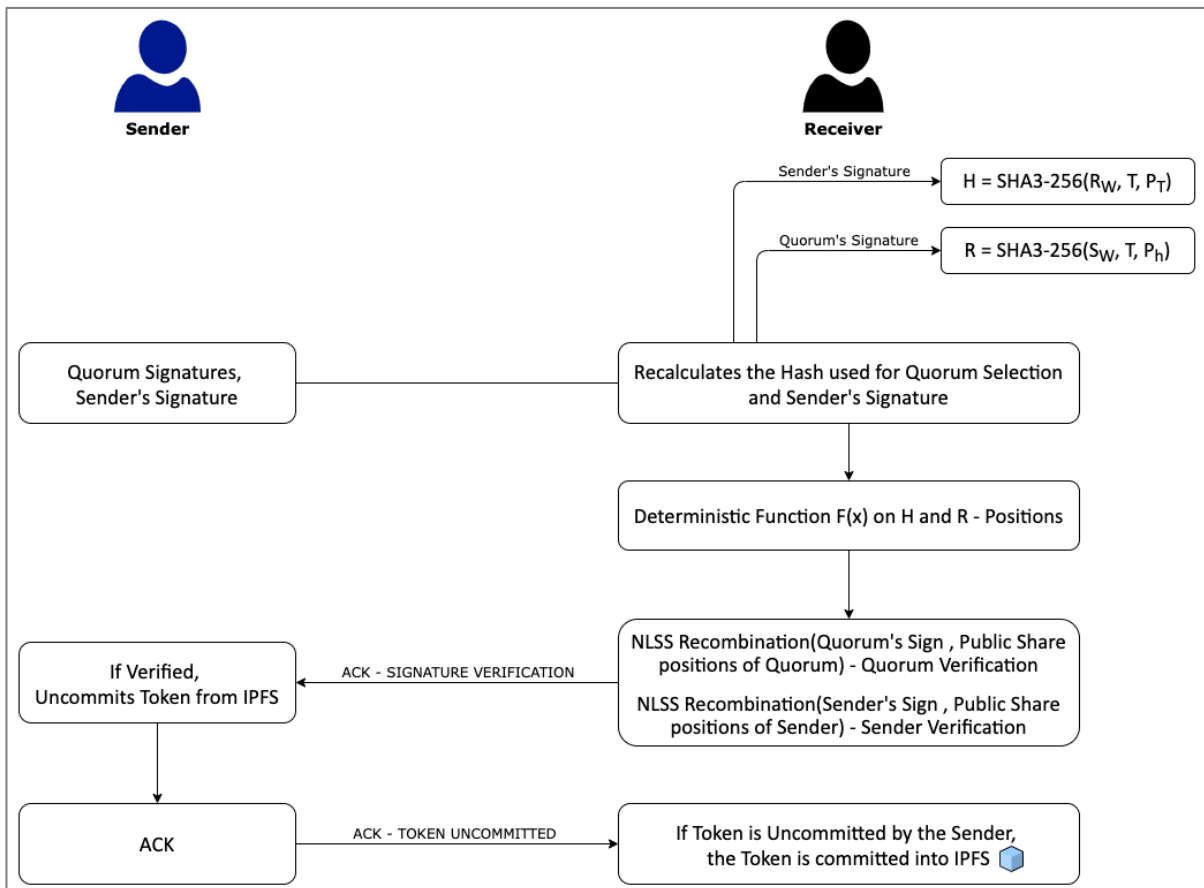 Sender
Receiver
Sender's Signature
H = SHA3-256(R_W, T, P_T)
Quorum's Signature
R = SHA3-256(S_W, T, P_h)
Quorum Signatures,
Sender's Signature
Recalculates the Hash used for Quorum Selection
and Sender's Signature
Deterministic Function F(x) on H and R - Positions
NLSS Recombination(Quorum's Sign , Public Share
positions of Quorum) - Quorum Verification
NLSS Recombination(Sender's Sign , Public Share
positions of Sender) - Sender Verification
ACK - SIGNATURE VERIFICATION
If Verified,
Uncommits Token from IPFS
ACK
ACK - TOKEN UNCOMMITTED
If Token is Uncommitted by the Sender,
the Token is committed into IPFS